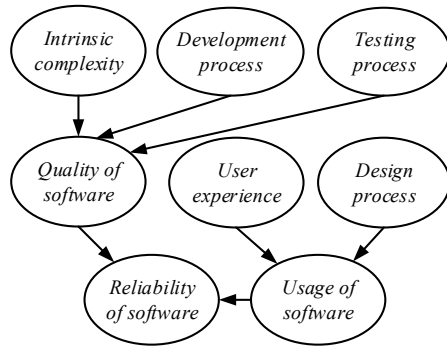 Intrinsic
complexity
Development
process
Testing
process
Quality of
software
User
experience
Design
process
Reliability
of software
Usage of
software